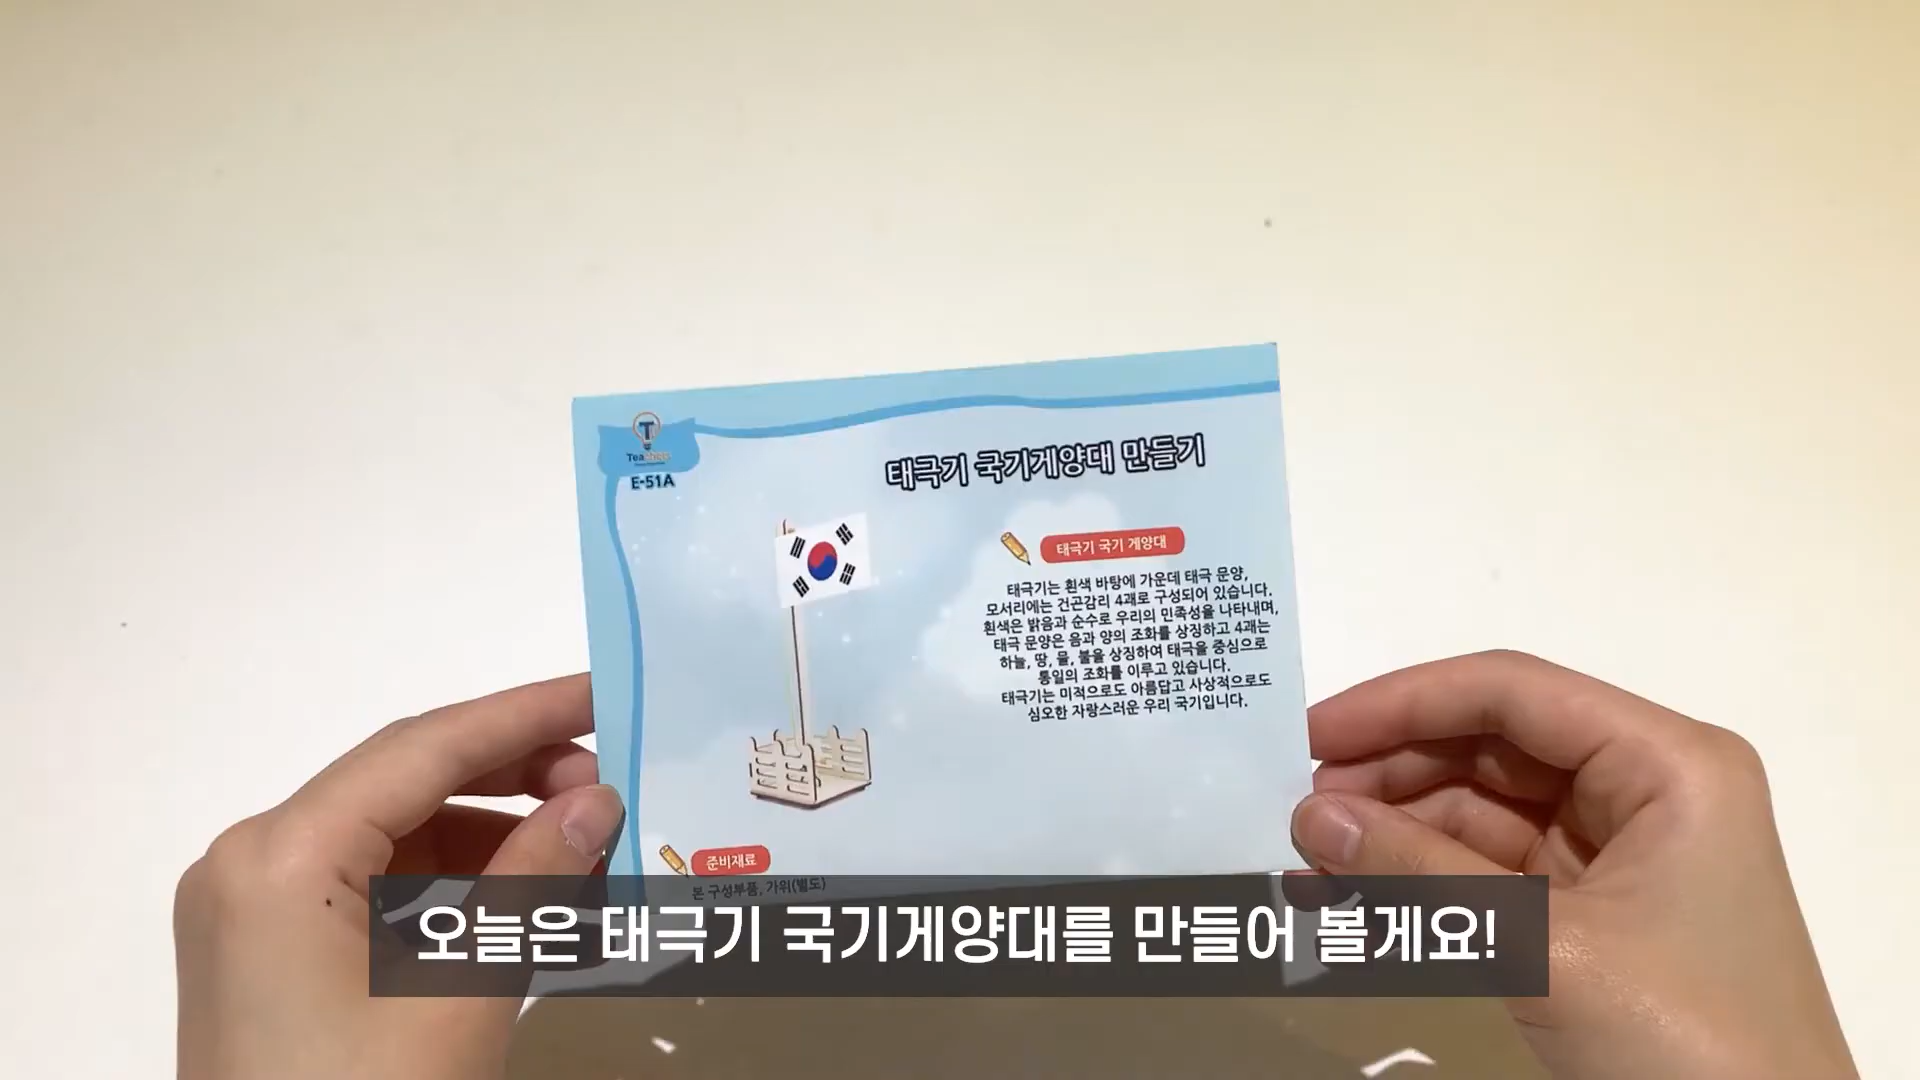 Teachers
E-51A
태극기 국기게양대 만들기
태극기 국기 게양대
태극기는 흰색 바탕에 가운데 태극 문양,
모서리에는 건곤감리 4괘로 구성되어 있습니다.
흰색은 밝음과 순수로 우리의 민족성을 나타내며,
태극 문양은 음과 양의 조화를 상징하고 4괘는
하늘, 땅, 물, 불을 상징하여 태극을 중심으로
통일의 조화를 이루고 있습니다.
태극기는 미적으로도 아름답고 사상적으로도
심오한 자랑스러운 우리 국기입니다.
준비재료
본 구성부품, 가위(별도)
오늘은 태극기 국기게양대를 만들어 볼게요!